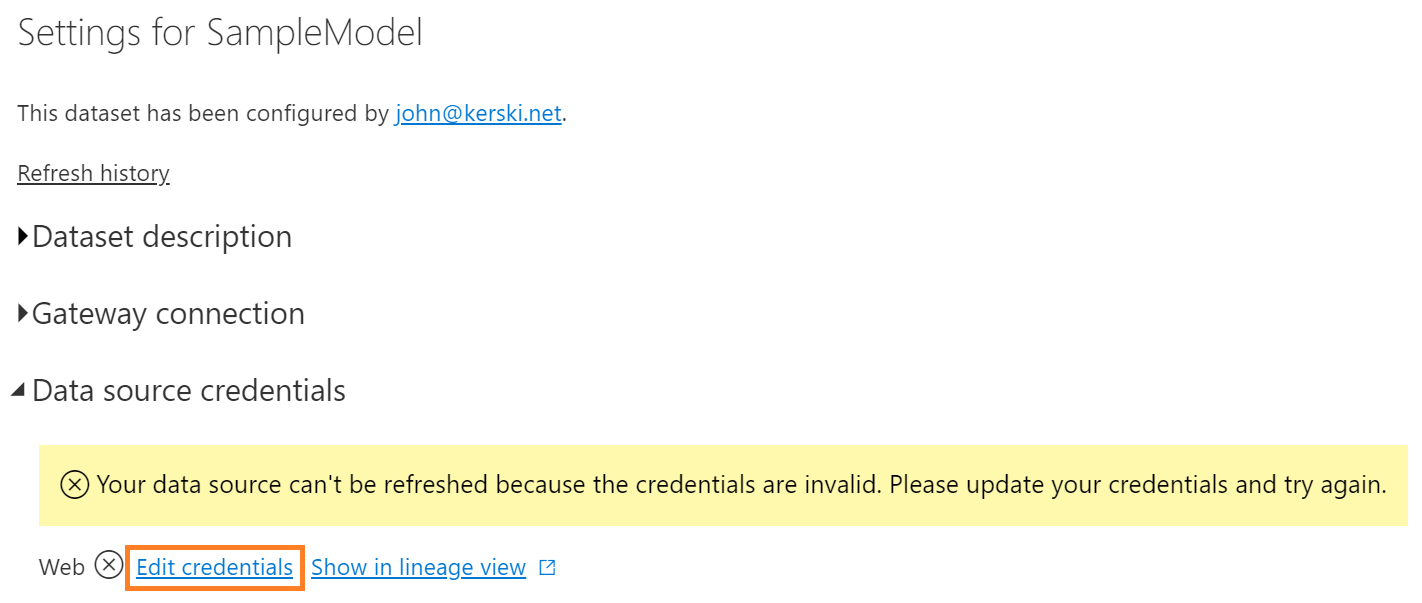 Settings for SampleModel
This dataset has been configured by john@kerski.net.
Refresh history
Dataset description
Gateway connection
Data source credentials
Your data source can't be refreshed because the credentials are invalid. Please update your credentials and try again.
Web Edit credentials Show in lineage view